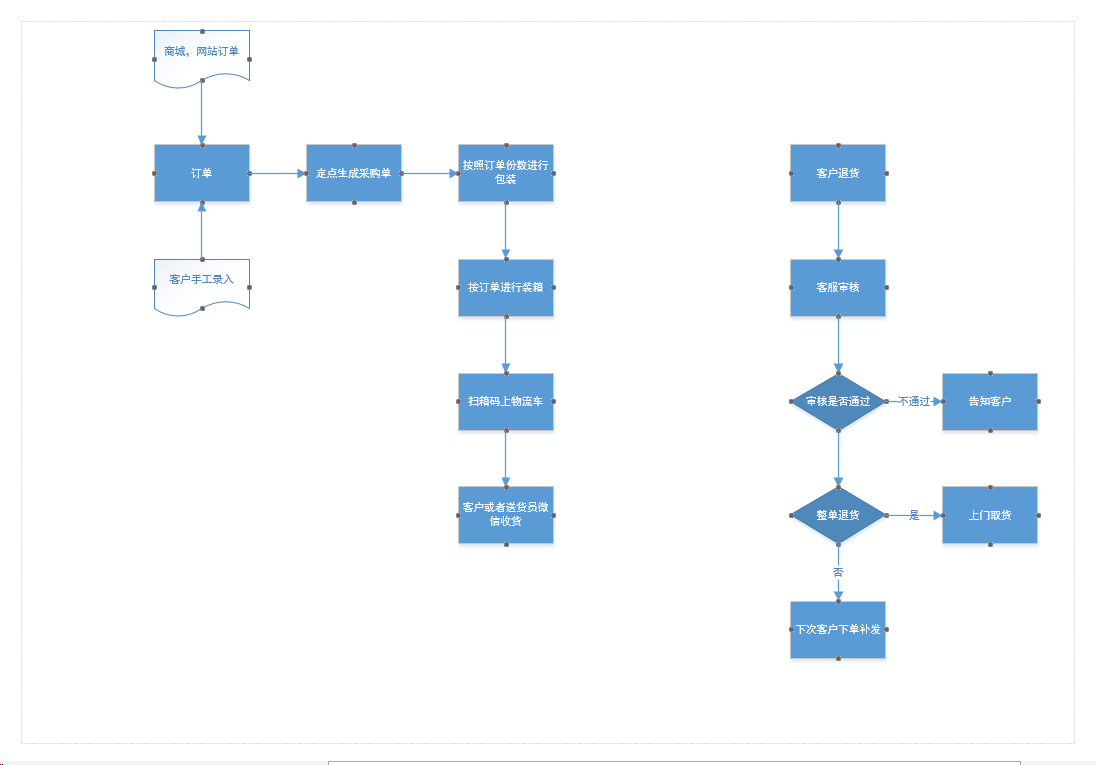 商城，网站订单
订单
定点生成采购单
按照订单份数进行
包装
客户手工录入
按订单进行装箱
扫箱码上物流车
客户或者送货员微
信收货
客户退货
客服审核
审核是否通过
不通过
告知客户
整单退货
是
上门取货
否
下次客户下单补发